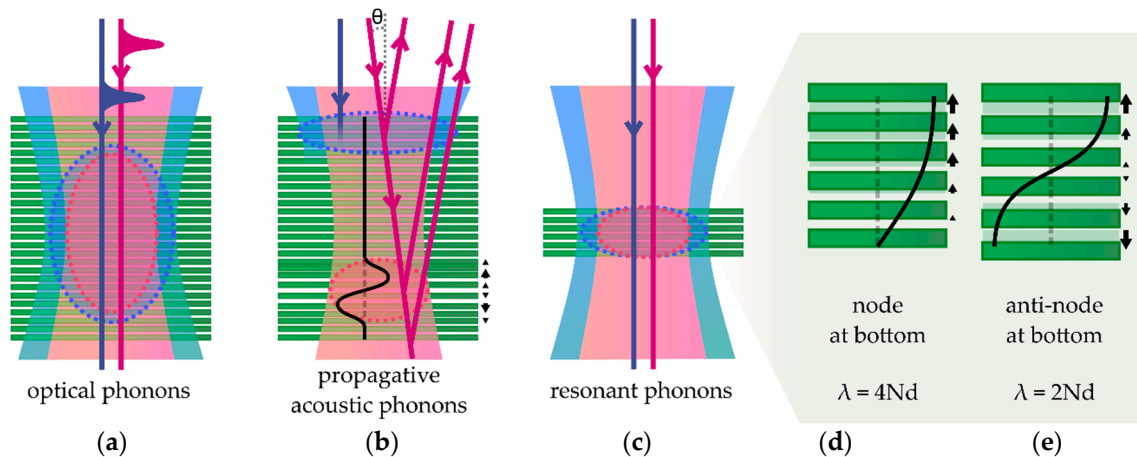 θ
optical phonons
propagative
acoustic phonons
resonant phonons
node
at bottom
λ = 4Nd
anti-node
at bottom
λ = 2Nd
(a)
(b)
(c)
(d)
(e)